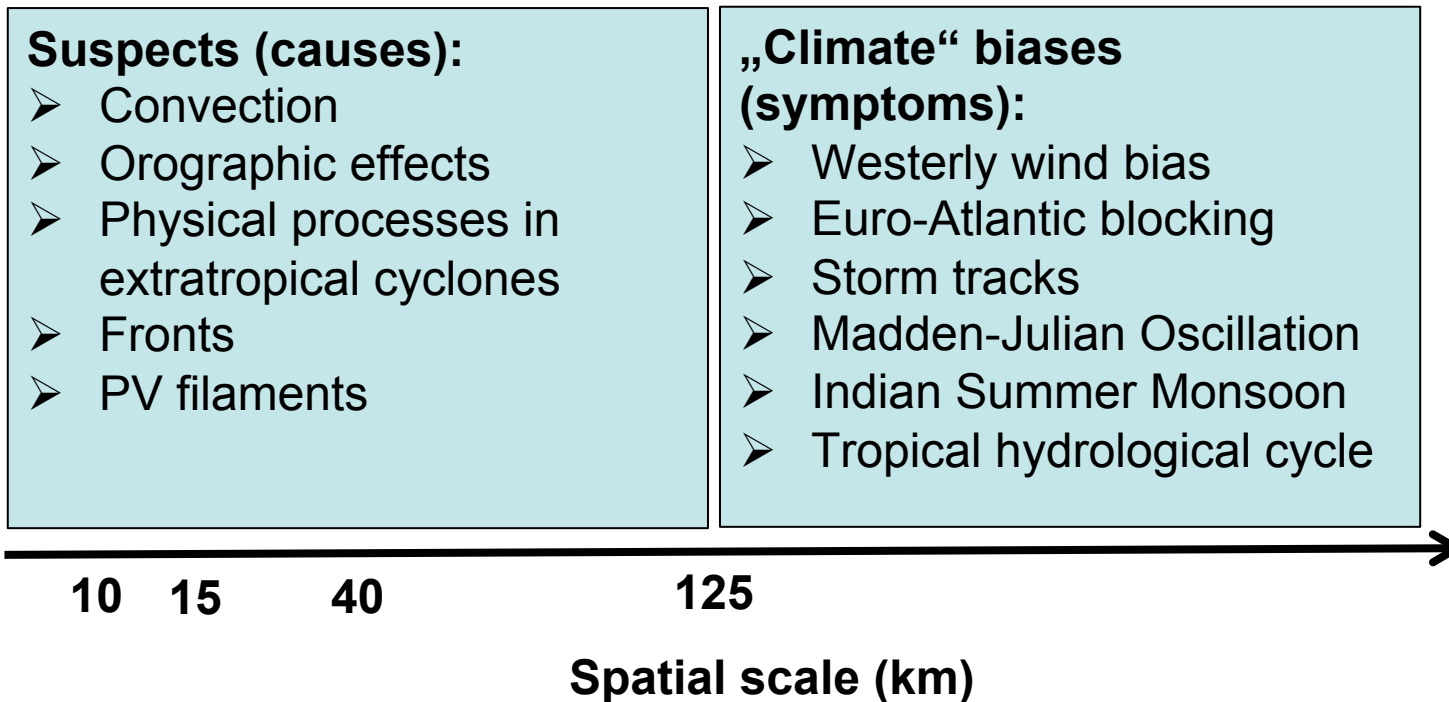 Suspects (causes):
➢ Convection
➢ Orographic effects
➢ Physical processes in
extratropical cyclones
➢ Fronts
➢ PV filaments
„Climate“ biases
(symptoms):
➢ Westerly wind bias
➢ Euro-Atlantic blocking
➢ Storm tracks
➢ Madden-Julian Oscillation
➢ Indian Summer Monsoon
➢ Tropical hydrological cycle
10 15 40 125
Spatial scale (km)